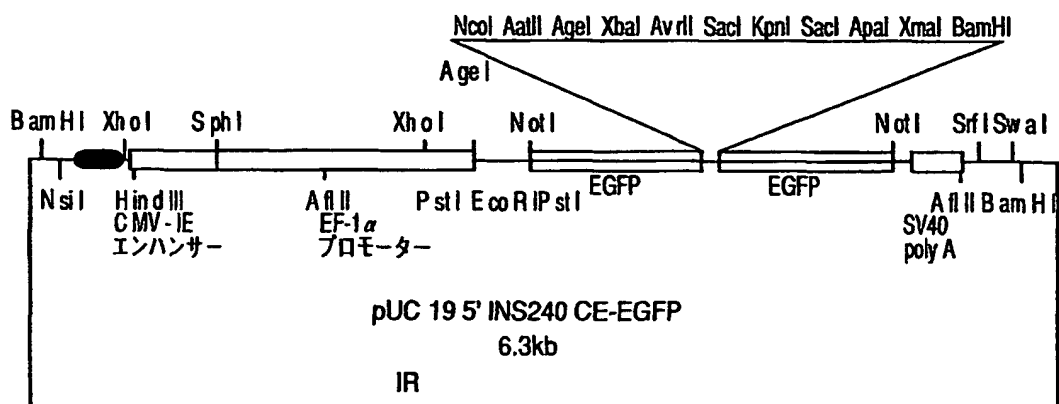 NcoI AatII AgeI XbaI AvrII SacI KpnI SacI ApaI XmaI BamHI
AgeI
BamHI XhoI SphI XhoI NotI NotI SrfI SwaI
EGFP EGFP
NsiI HindIII AflII PstI EcoRI PstI AflII BamHI
CMV-IE EF-1α SV40
エンハンサー プロモーター poly A
pUC 19 5' INS240 CE-EGFP
6.3kb
IR